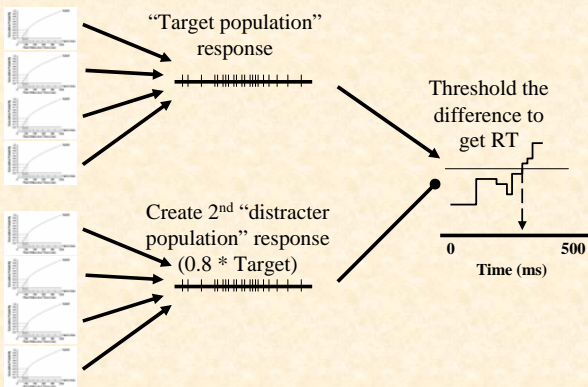 “Target population”
response
Threshold the
difference to
get RT
Create 2nd “distracter
population” response
(0.8 * Target)
0 500
Time (ms)